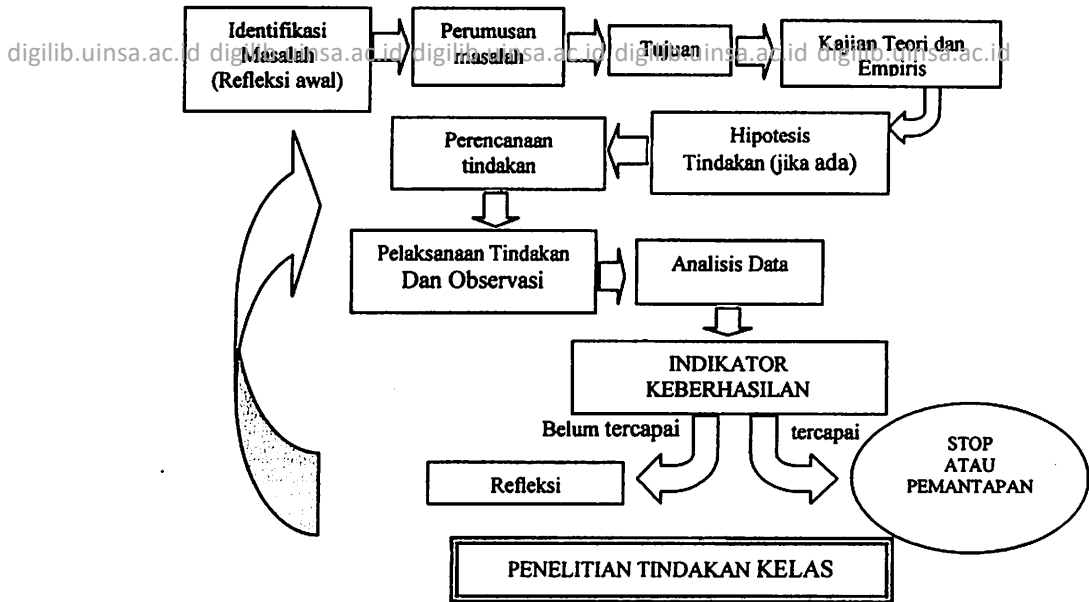 Identifikasi
Masalah
(Refleksi awal)
Perumusan
masalah
Tujuan
Kajian Teori dan
Empiris
digilib.uinsa.ac.id digilib.uinsa.ac.id digilib.uinsa.ac.id digilib.uinsa.ac.id digilib.uinsa.ac.id
Hipotesis
Tindakan (jika ada)
Perencanaan
tindakan
Pelaksanaan Tindakan
Dan Observasi
Analisis Data
INDIKATOR
KEBERHASILAN
Belum tercapai
tercapai
Refleksi
STOP
ATAU
PEMANTAPAN
PENELITIAN TINDAKAN KELAS